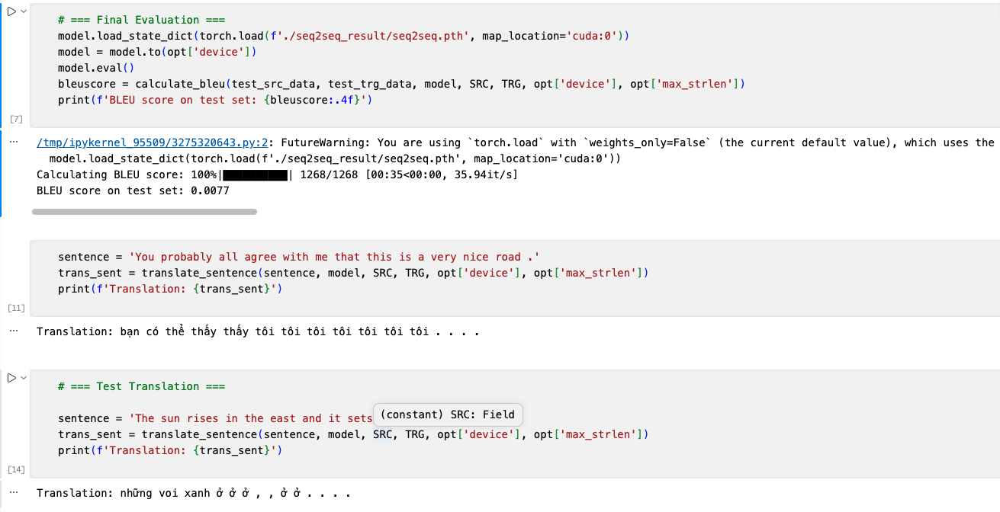 # === Final Evaluation ===
model.load_state_dict(torch.load(f'./seq2seq_result/seq2seq.pth', map_location='cuda:0'))
model = model.to(opt['device'])
model.eval()
bleuscore = calculate_bleu(test_src_data, test_trg_data, model, SRC, TRG, opt['device'], opt['max_strlen'])
print(f'BLEU score on test set: {bleuscore:.4f}')
[7]
/tmp/ipykernel_95509/3275320643.py:2: FutureWarning: You are using `torch.load` with `weights_only=False` (the current default value), which uses the
model.load_state_dict(torch.load(f'./seq2seq_result/seq2seq.pth', map_location='cuda:0'))
Calculating BLEU score: 100%|██████████| 1268/1268 [00:35<00:00, 35.94it/s]
BLEU score on test set: 0.0077
sentence = 'You probably all agree with me that this is a very nice road .'
trans_sent = translate_sentence(sentence, model, SRC, TRG, opt['device'], opt['max_strlen'])
print(f'Translation: {trans_sent}')
[11]
Translation: bạn có thể thấy thấy tôi tôi tôi tôi tôi tôi tôi . . . .
# === Test Translation ===
(constant) SRC: Field
sentence = 'The sun rises in the east and it sets
trans_sent = translate_sentence(sentence, model, SRC, TRG, opt['device'], opt['max_strlen'])
print(f'Translation: {trans_sent}')
[14]
Translation: những voi xanh ở ở ở , , ở ở . . . .